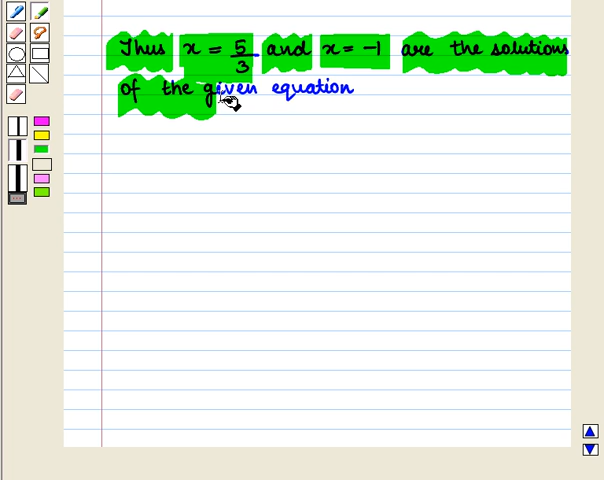 Thus x = 5/3 and x = -1 are the solutions
of the given equation